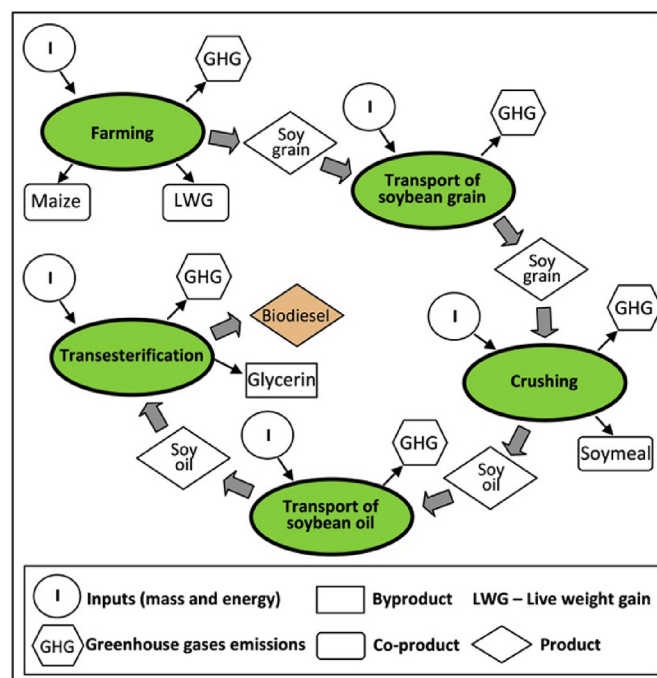 I
GHG
Farming
Maize
LWG
Soy
grain
I
GHG
Transport of
soybean grain
Soy
grain
I
GHG
Crushing
Soymeal
Soy
oil
I
GHG
Transport of
soybean oil
Soy
oil
I
GHG
Transesterification
Biodiesel
Glycerin
I Inputs (mass and energy) Byproduct LWG – Live weight gain
GHG Greenhouse gases emissions Co-product Product